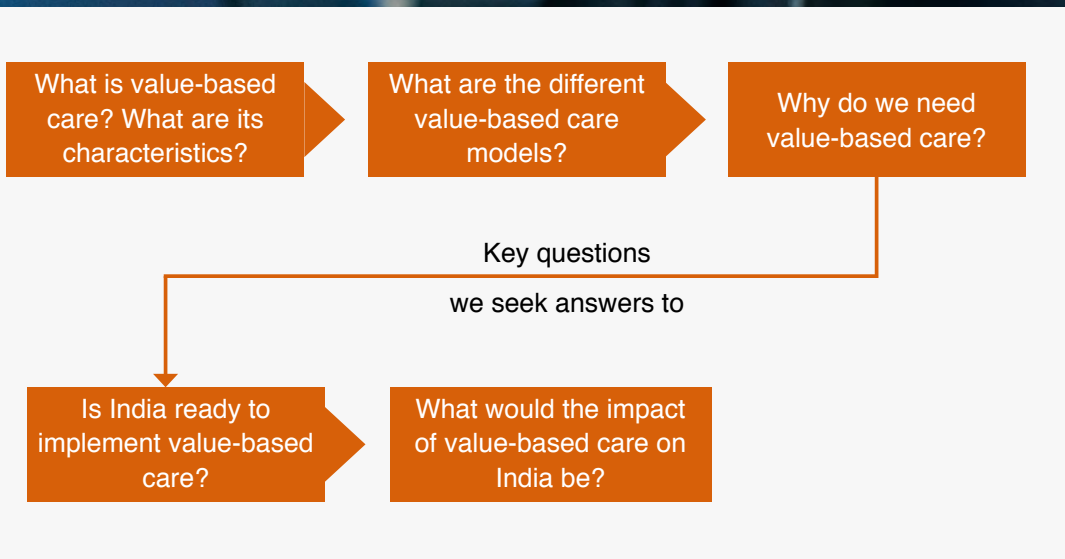 What is value-based
care? What are its
characteristics?
What are the different
value-based care
models?
Why do we need
value-based care?
Key questions
we seek answers to
Is India ready to
implement value-based
care?
What would the impact
of value-based care on
India be?